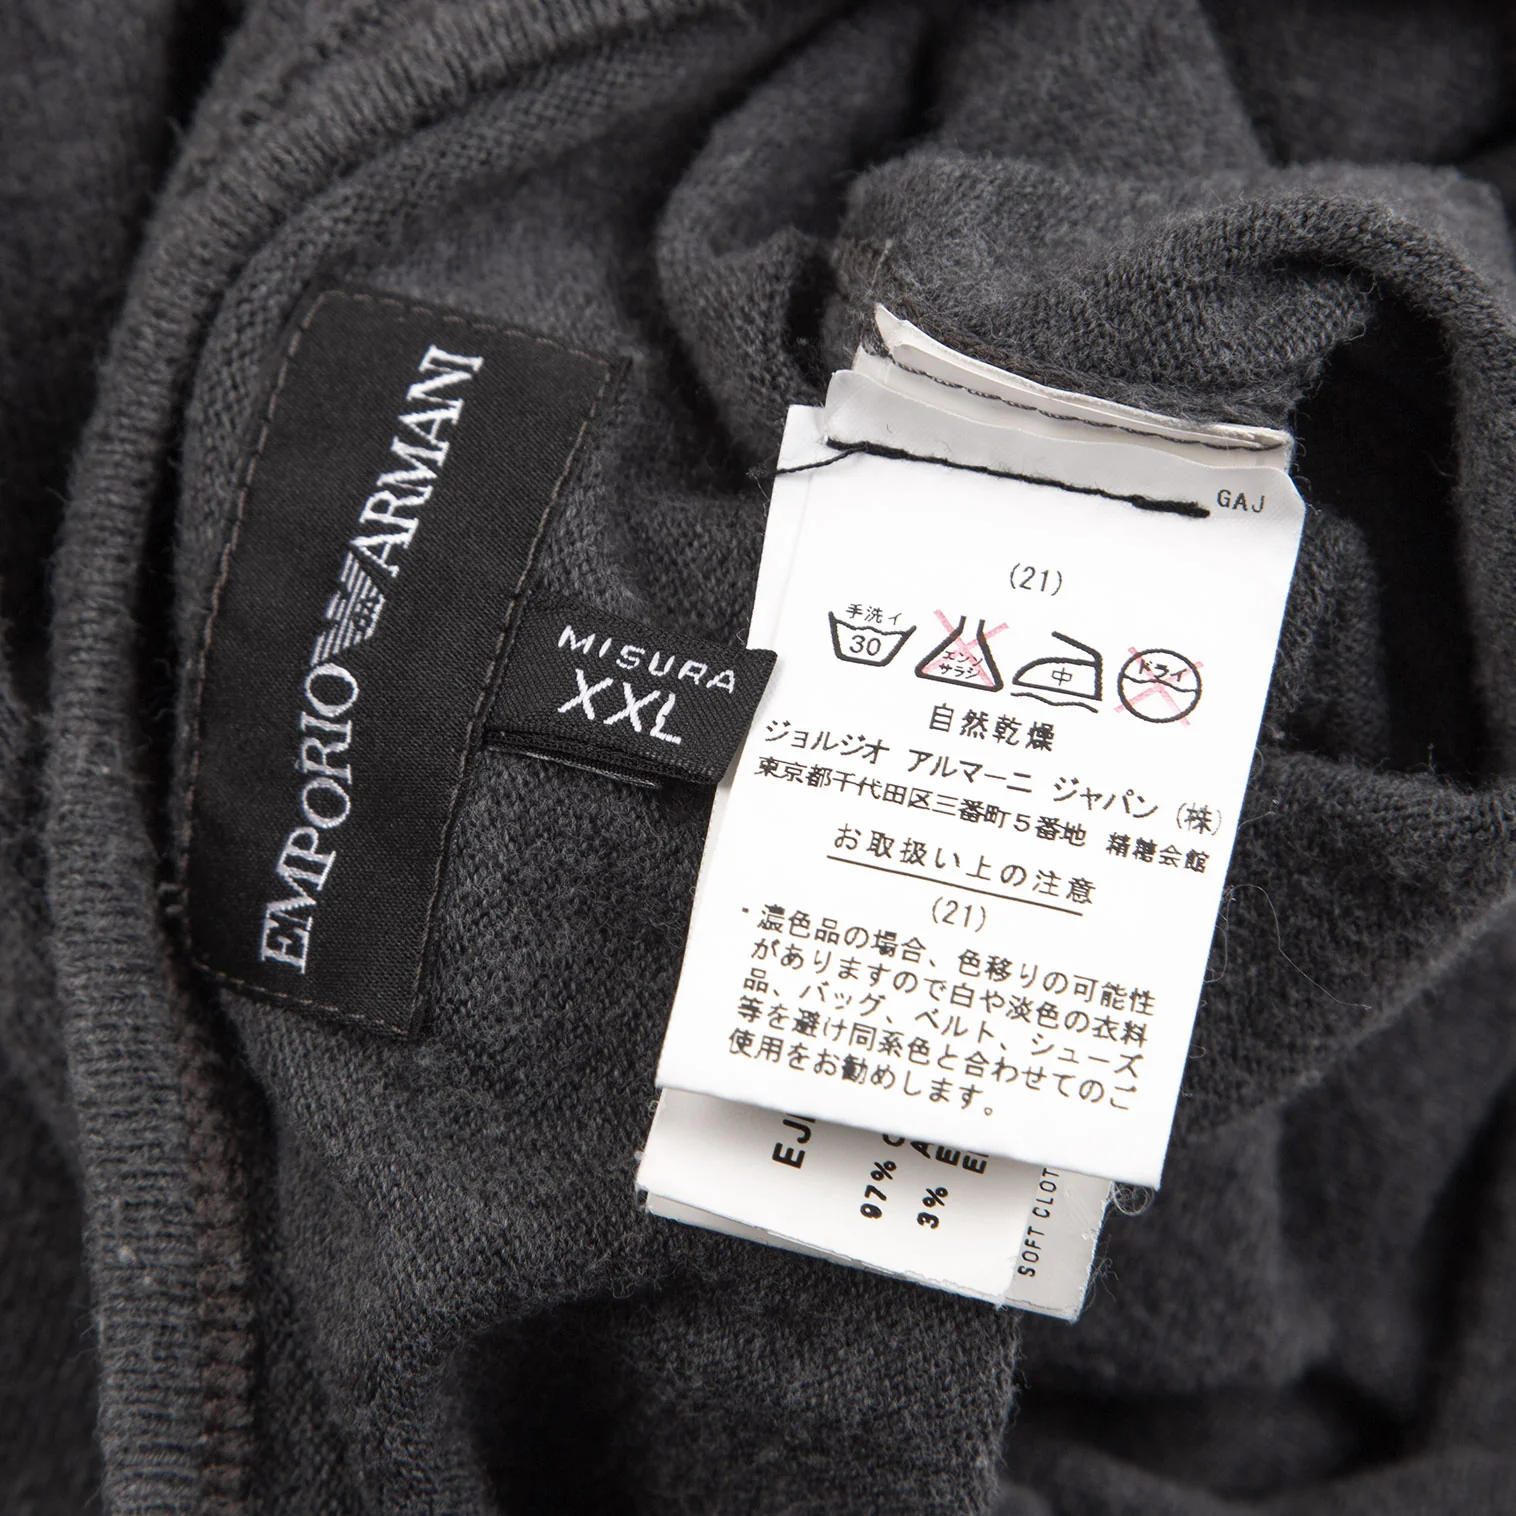 EMPORIO ARMANI
MISURA
XXL
GAJ
(21)
手洗イ
30
エンソ
サラシ
中
ドライ
自然乾燥
ジョルジオ アルマーニ ジャパン (株)
東京都千代田区三番町5番地 精糖会館
お取扱い上の注意
(21)
・濃色品の場合、色移りの可能性
がありますので白や淡色の衣料
品、バッグ、ベルト、シューズ
等を避け同系色と合わせてのご
使用をお勧めします。
97%
3%
SOFT